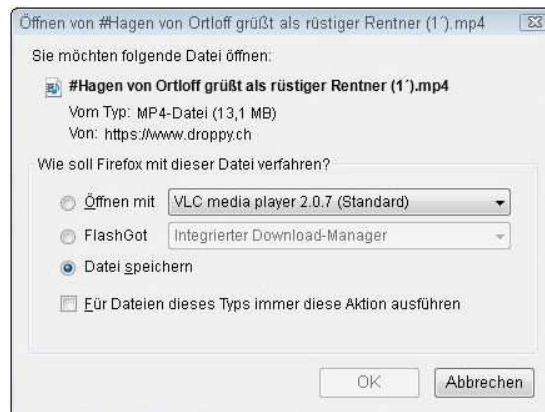 Öffnen von #Hagen von Ortloff grüßt als rüstiger Rentner (1´).mp4
Sie möchten folgende Datei öffnen:
#Hagen von Ortloff grüßt als rüstiger Rentner (1´).mp4
Vom Typ: MP4-Datei (13,1 MB)
Von: https://www.droppy.ch
Wie soll Firefox mit dieser Datei verfahren?
Öffnen mit VLC media player 2.0.7 (Standard)
FlashGot Integrierter Download-Manager
Datei speichern
Für Dateien dieses Typs immer diese Aktion ausführen
OK Abbrechen